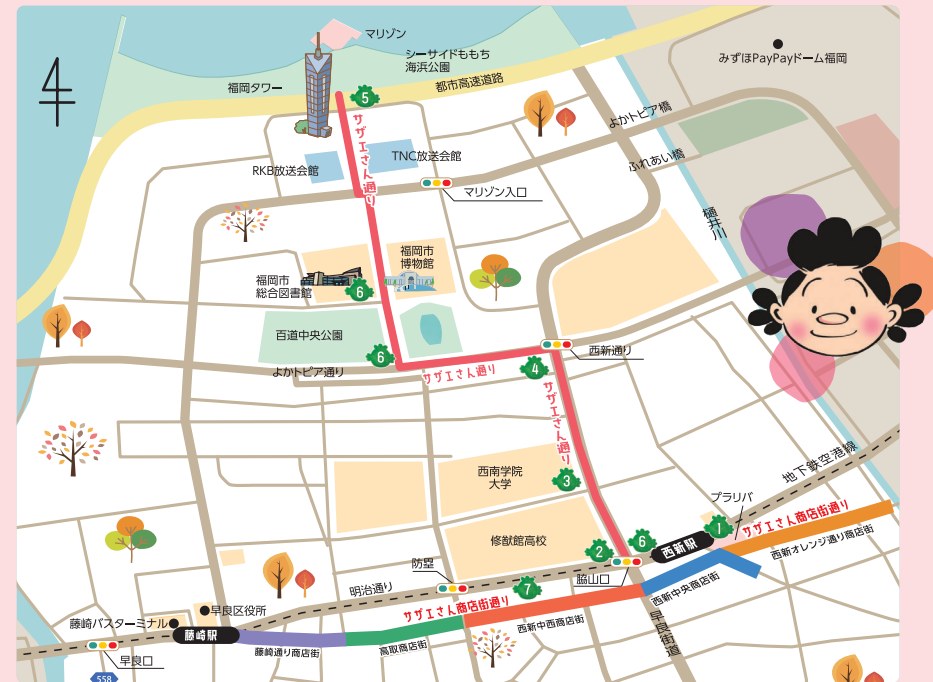 マリゾン
シーサイドももち
海浜公園
みずほPayPayドーム福岡
福岡タワー
都市高速道路
5
サザエさん通り
よかトピア橋
TNC放送会館
RKB放送会館
ふれあい橋
マリゾン入口
樋井川
福岡市
博物館
福岡市
総合図書館
6
百道中央公園
西新通り
6
よかトピア通り
サザエさん通り
4
サザエさん通り
地下鉄空港線
西南学院
大学
3
プラリバ
サザエさん商店街通り
1
修猷館高校
2
6
西新駅
西新オレンジ通り商店街
防塁
脇山口
明治通り
7
西新中央商店街
サザエさん商店街通り
早良区役所
西新中西商店街
早良街道
藤崎バスターミナル
藤崎駅
藤崎通り商店街
高取商店街
早良口
558